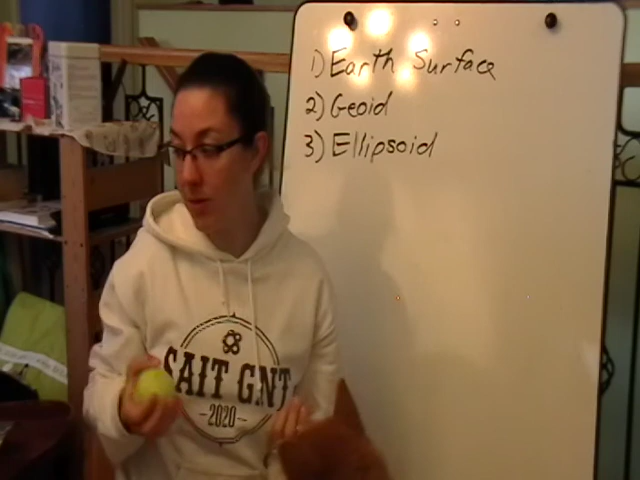 1) Earth Surface
2) Geoid
3) Ellipsoid
SAIT GNT
-2020-